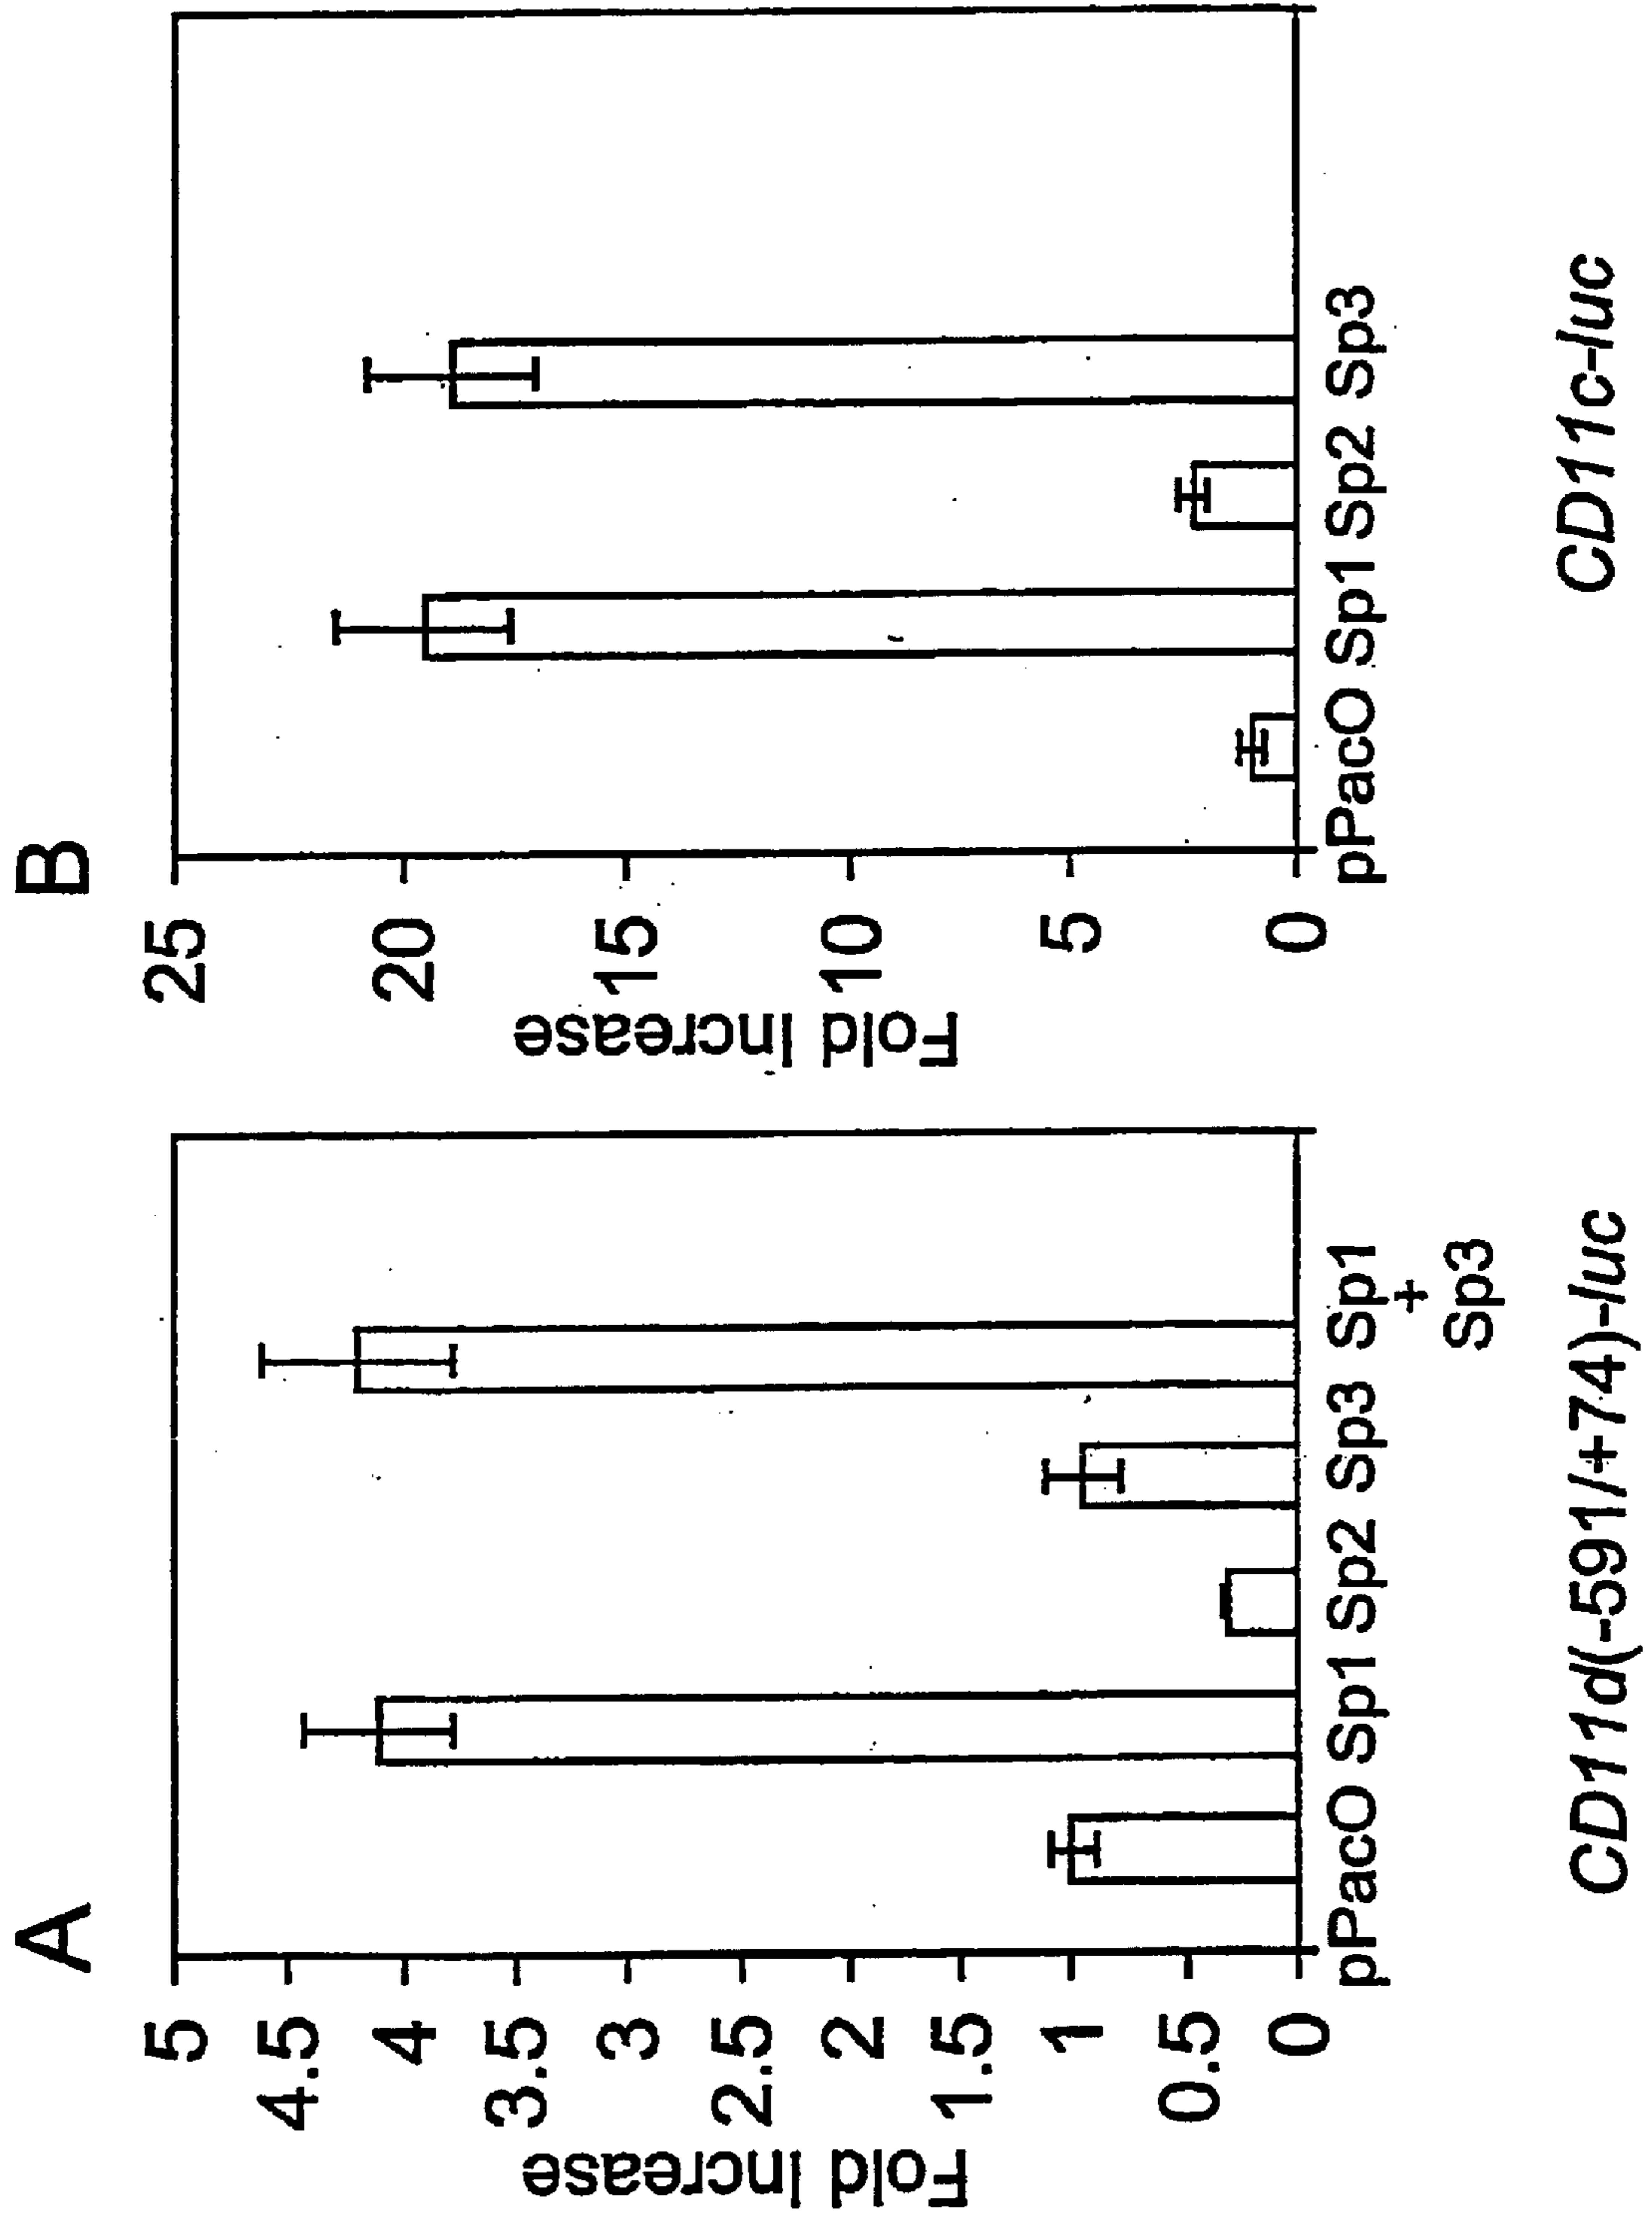 A
Fold Increase
5
4.5
4
3.5
3
2.5
2
1.5
1
0.5
0
pPacO Sp1 Sp2 Sp3 Sp1
+
Sp3
CD11d(-591/+74)-luc
B
Fold Increase
25
20
15
10
5
0
pPacO Sp1 Sp2 Sp3
CD11c-luc